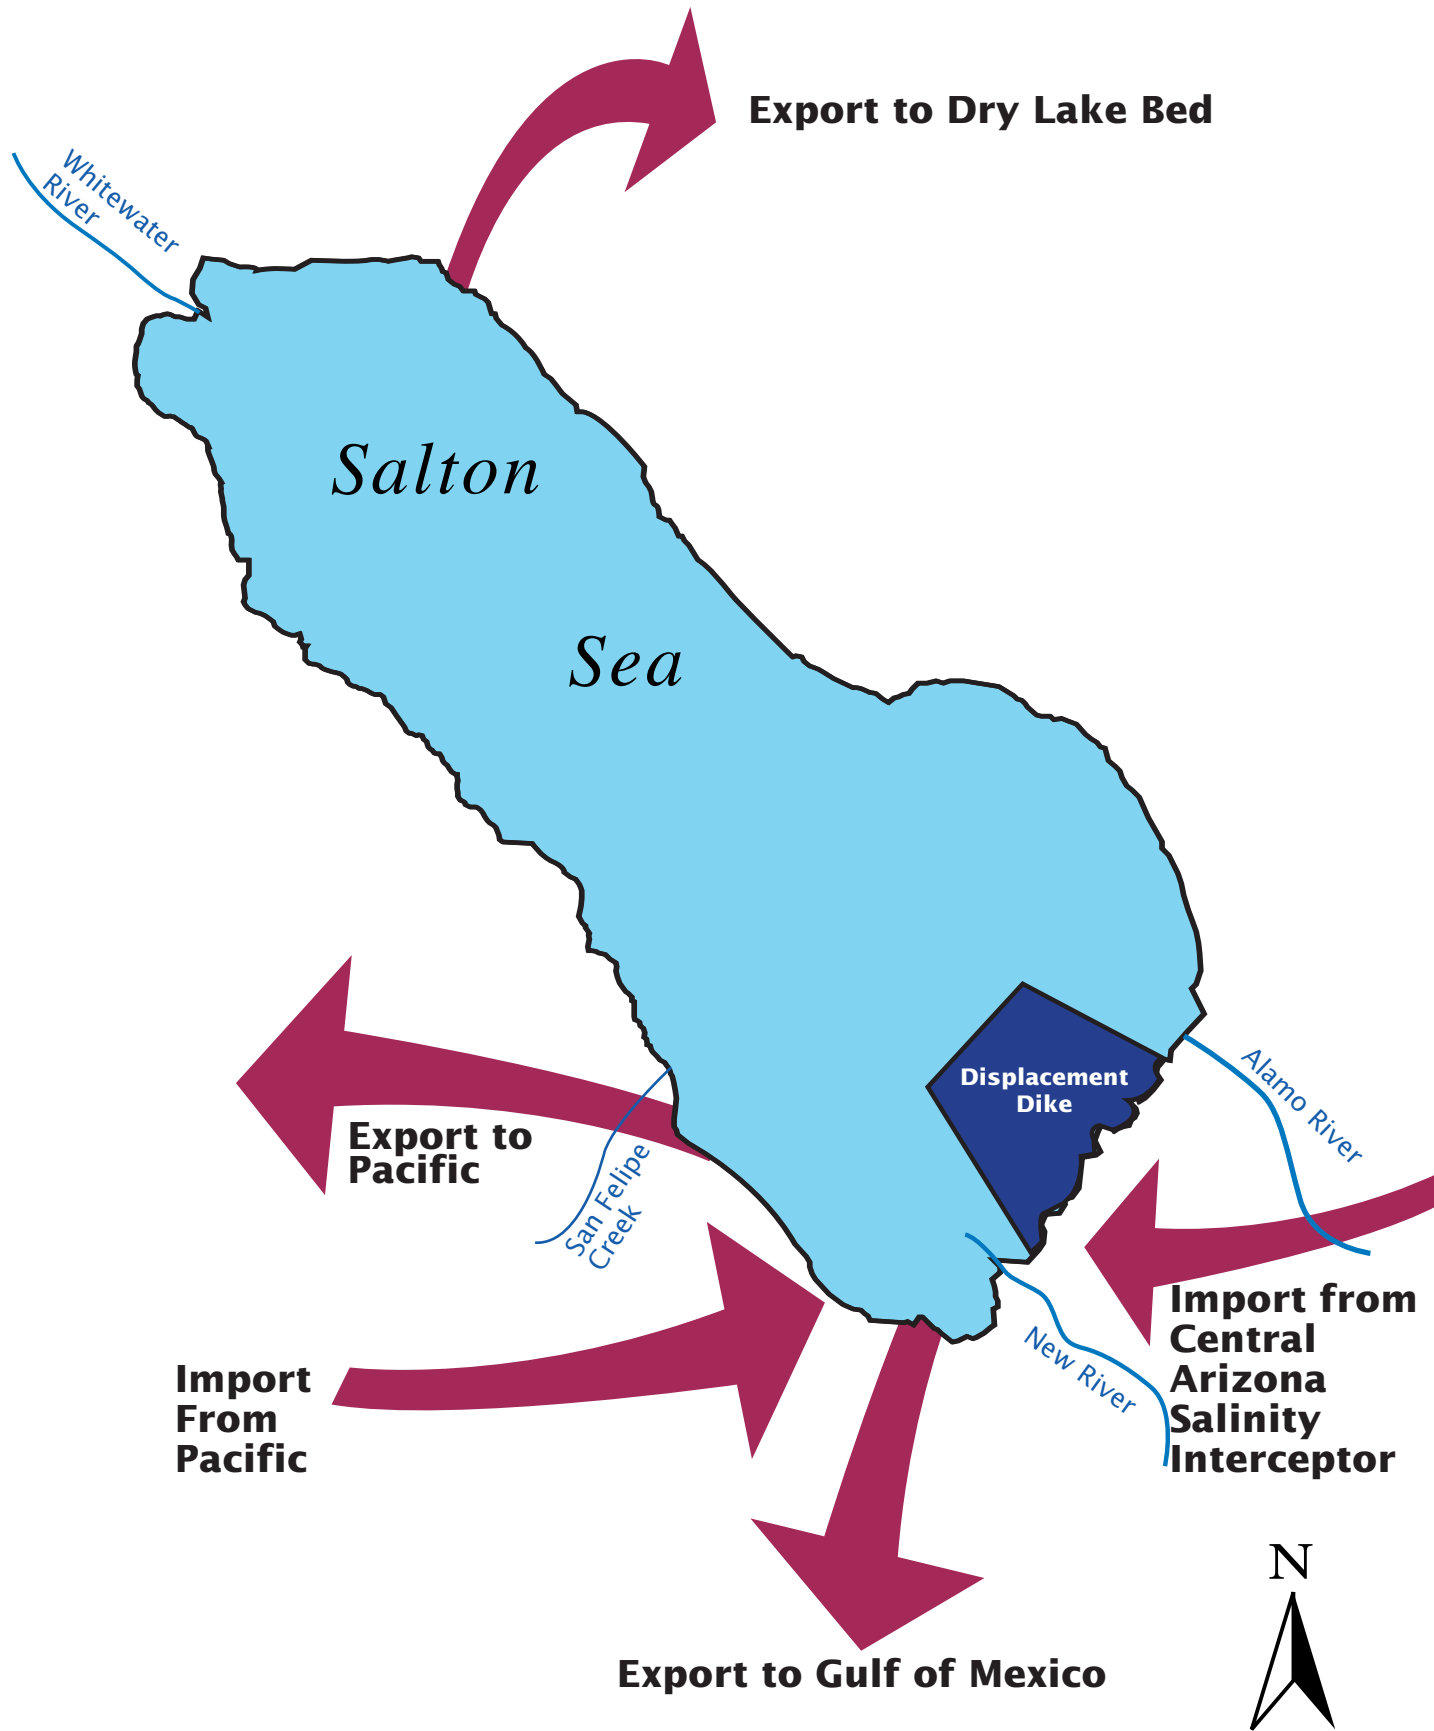 Export to Dry Lake Bed
Whitewater
River
Salton
Sea
Displacement
Dike
Alamo River
Export to
Pacific
San Felipe
Creek
Import from
Central
Arizona
Salinity
Interceptor
New River
Import
From
Pacific
N
Export to Gulf of Mexico